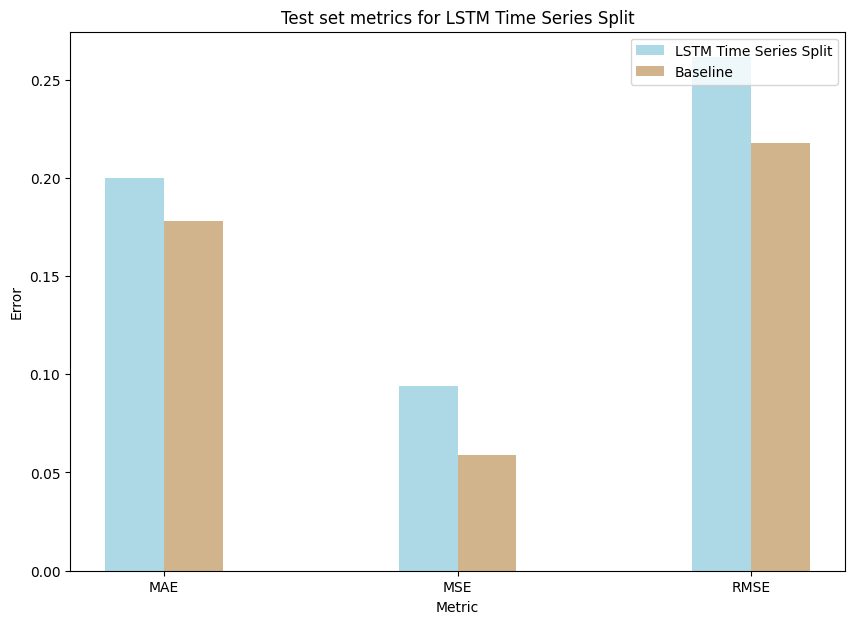 Test set metrics for LSTM Time Series Split
LSTM Time Series Split
Baseline
0.25
0.20
0.15
0.10
0.05
0.00
Error
MAE
MSE
RMSE
Metric